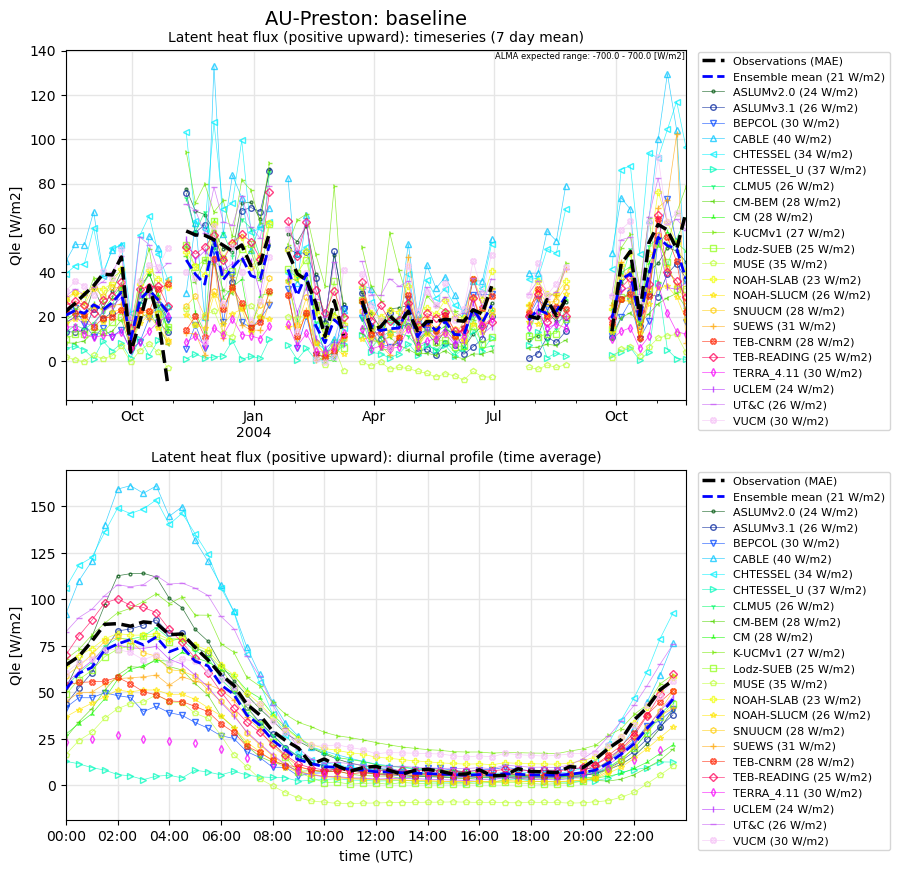 AU-Preston: baseline
Latent heat flux (positive upward): timeseries (7 day mean)
ALMA expected range: -700.0 - 700.0 [W/m2]
Qle [W/m2]
140
120
100
80
60
40
20
0
Oct
Jan
2004
Apr
Jul
Oct
Observations (MAE)
Ensemble mean (21 W/m2)
ASLUMv2.0 (24 W/m2)
ASLUMv3.1 (26 W/m2)
BEPCOL (30 W/m2)
CABLE (40 W/m2)
CHTESSEL (34 W/m2)
CHTESSEL_U (37 W/m2)
CLMU5 (26 W/m2)
CM-BEM (28 W/m2)
CM (28 W/m2)
K-UCMv1 (27 W/m2)
Lodz-SUEB (25 W/m2)
MUSE (35 W/m2)
NOAH-SLAB (23 W/m2)
NOAH-SLUCM (26 W/m2)
SNUUCM (28 W/m2)
SUEWS (31 W/m2)
TEB-CNRM (28 W/m2)
TEB-READING (25 W/m2)
TERRA_4.11 (30 W/m2)
UCLEM (24 W/m2)
UT&C (26 W/m2)
VUCM (30 W/m2)
Latent heat flux (positive upward): diurnal profile (time average)
Qle [W/m2]
150
125
100
75
50
25
0
00:00
02:00
04:00
06:00
08:00
10:00
12:00
14:00
16:00
18:00
20:00
22:00
time (UTC)
Observation (MAE)
Ensemble mean (21 W/m2)
ASLUMv2.0 (24 W/m2)
ASLUMv3.1 (26 W/m2)
BEPCOL (30 W/m2)
CABLE (40 W/m2)
CHTESSEL (34 W/m2)
CHTESSEL_U (37 W/m2)
CLMU5 (26 W/m2)
CM-BEM (28 W/m2)
CM (28 W/m2)
K-UCMv1 (27 W/m2)
Lodz-SUEB (25 W/m2)
MUSE (35 W/m2)
NOAH-SLAB (23 W/m2)
NOAH-SLUCM (26 W/m2)
SNUUCM (28 W/m2)
SUEWS (31 W/m2)
TEB-CNRM (28 W/m2)
TEB-READING (25 W/m2)
TERRA_4.11 (30 W/m2)
UCLEM (24 W/m2)
UT&C (26 W/m2)
VUCM (30 W/m2)